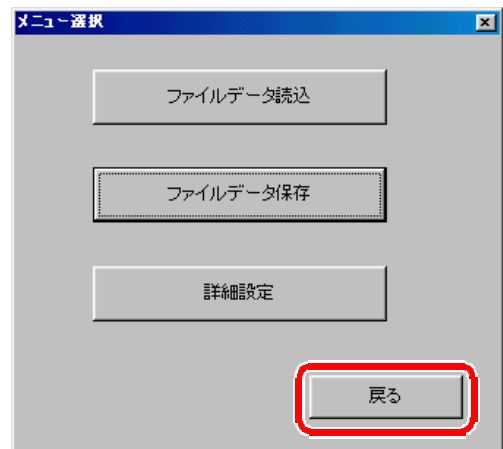 メニュー選択
ファイルデータ読込
ファイルデータ保存
詳細設定
戻る